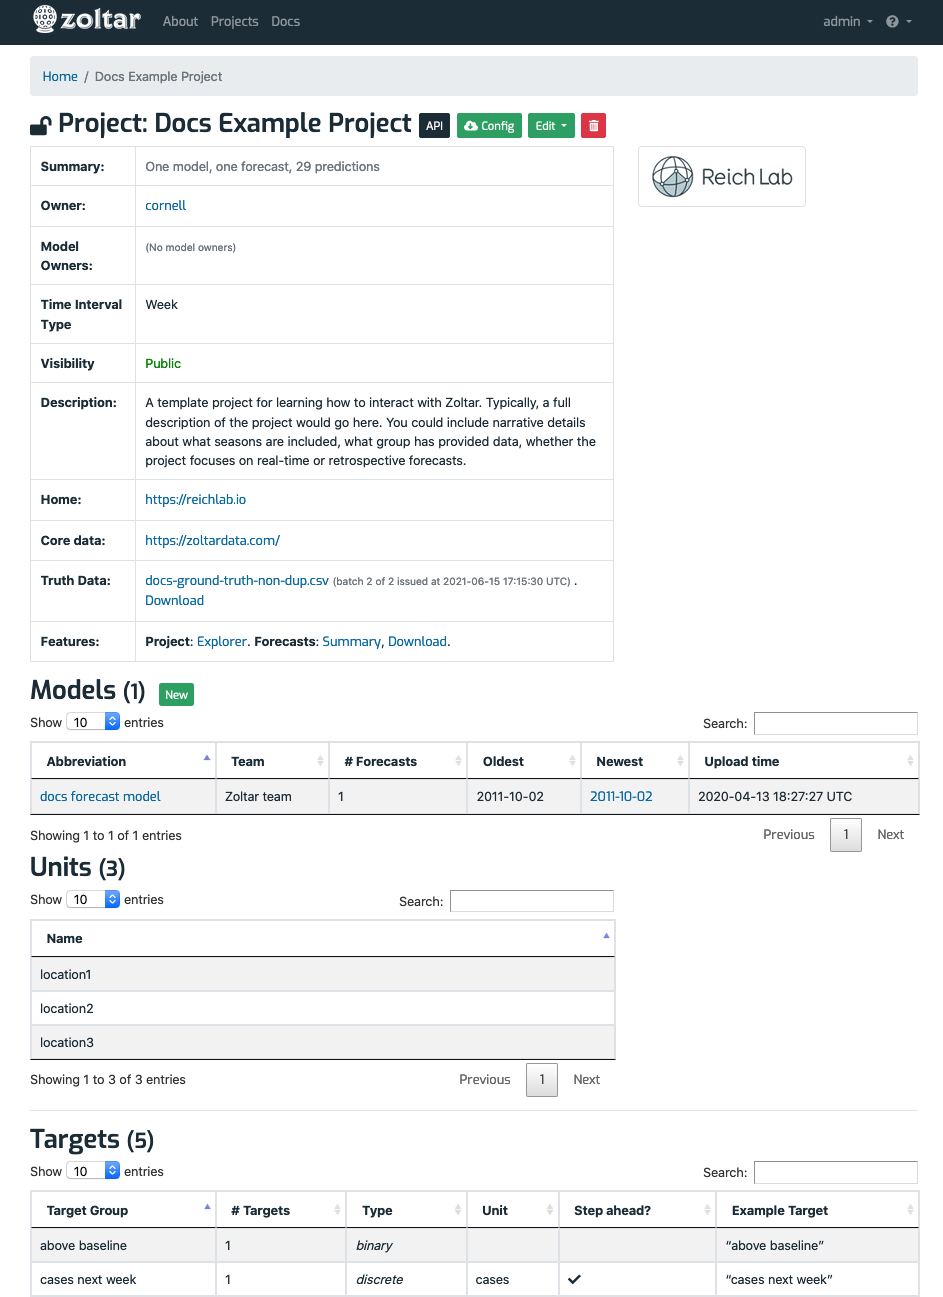 zoltar About Projects Docs admin
Home / Docs Example Project
Project: Docs Example Project API Config Edit
Summary: One model, one forecast, 29 predictions
Reich Lab
Owner: cornell
Model Owners: (No model owners)
Time Interval Type Week
Visibility Public
Description: A template project for learning how to interact with Zoltar. Typically, a full
description of the project would go here. You could include narrative details
about what seasons are included, what group has provided data, whether the
project focuses on real-time or retrospective forecasts.
Home: https://reichlab.io
Core data: https://zoltardata.com/
Truth Data: docs-ground-truth-non-dup.csv (batch 2 of 2 issued at 2021-06-15 17:15:30 UTC) .
Download
Features: Project: Explorer. Forecasts: Summary, Download.
Models (1) New
Show 10 entries Search:
Abbreviation Team # Forecasts Oldest Newest Upload time
docs forecast model Zoltar team 1 2011-10-02 2011-10-02 2020-04-13 18:27:27 UTC
Showing 1 to 1 of 1 entries Previous 1 Next
Units (3)
Show 10 entries Search:
Name
location1
location2
location3
Showing 1 to 3 of 3 entries Previous 1 Next
Targets (5)
Show 10 entries Search:
Target Group # Targets Type Unit Step ahead? Example Target
above baseline 1 binary “above baseline”
cases next week 1 discrete cases ✓ “cases next week”